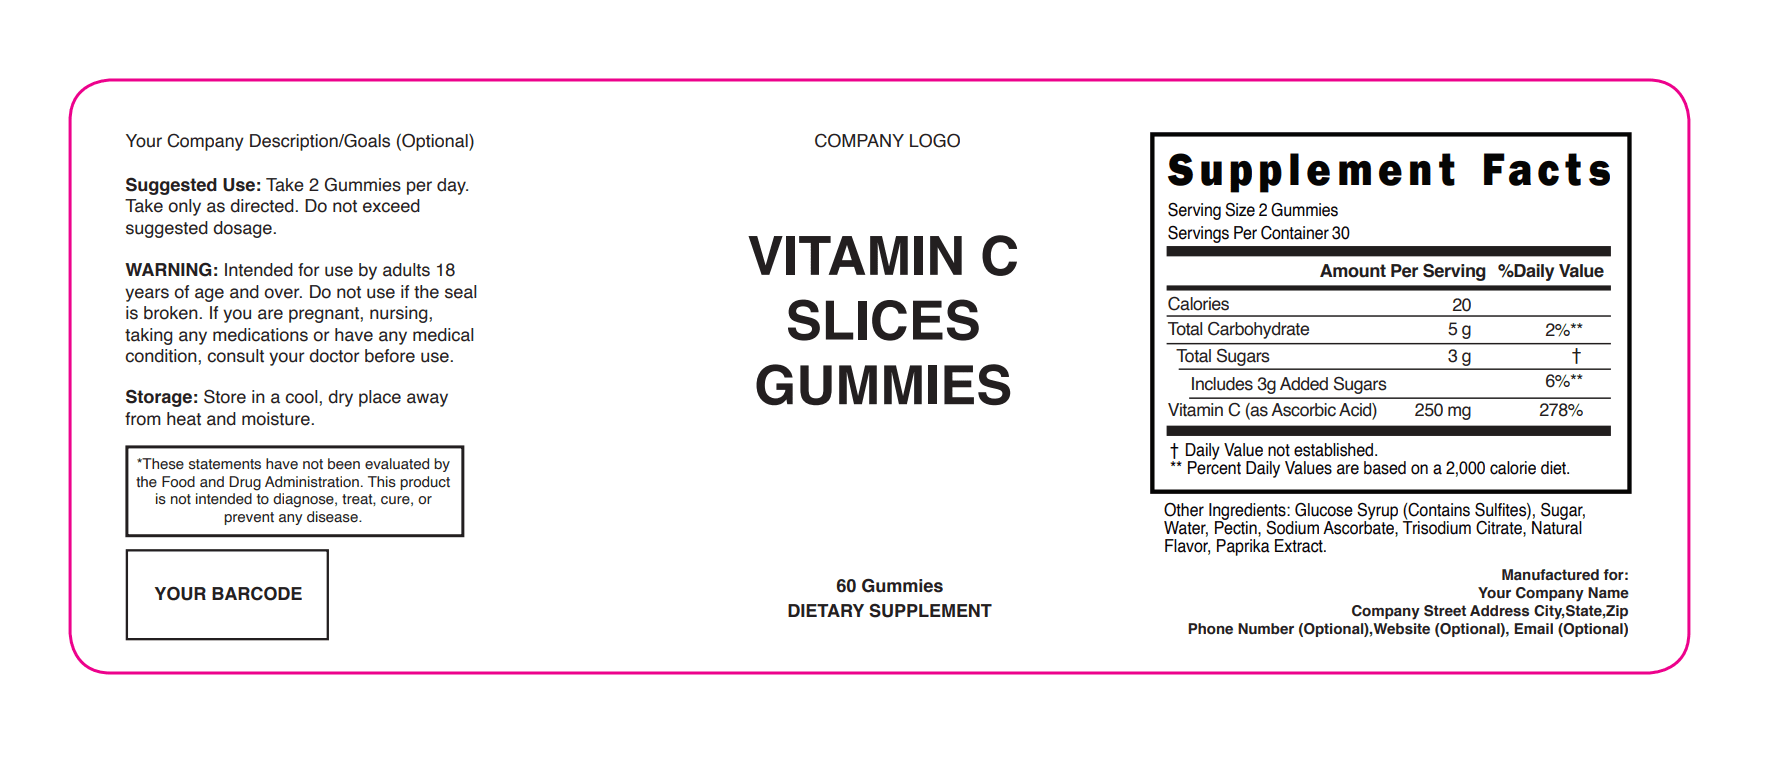 Your Company Description/Goals (Optional)
Suggested Use: Take 2 Gummies per day.
Take only as directed. Do not exceed
suggested dosage.
WARNING: Intended for use by adults 18
years of age and over. Do not use if the seal
is broken. If you are pregnant, nursing,
taking any medications or have any medical
condition, consult your doctor before use.
Storage: Store in a cool, dry place away
from heat and moisture.
*These statements have not been evaluated by
the Food and Drug Administration. This product
is not intended to diagnose, treat, cure, or
prevent any disease.
YOUR BARCODE
COMPANY LOGO
VITAMIN C
SLICES
GUMMIES
60 Gummies
DIETARY SUPPLEMENT
Supplement Facts
Serving Size 2 Gummies
Servings Per Container 30
Amount Per Serving %Daily Value
Calories 20
Total Carbohydrate 5 g 2%**
Total Sugars 3 g †
Includes 3g Added Sugars 6%**
Vitamin C (as Ascorbic Acid) 250 mg 278%
† Daily Value not established.
** Percent Daily Values are based on a 2,000 calorie diet.
Other Ingredients: Glucose Syrup (Contains Sulfites), Sugar,
Water, Pectin, Sodium Ascorbate, Trisodium Citrate, Natural
Flavor, Paprika Extract.
Manufactured for:
Your Company Name
Company Street Address City,State,Zip
Phone Number (Optional),Website (Optional), Email (Optional)